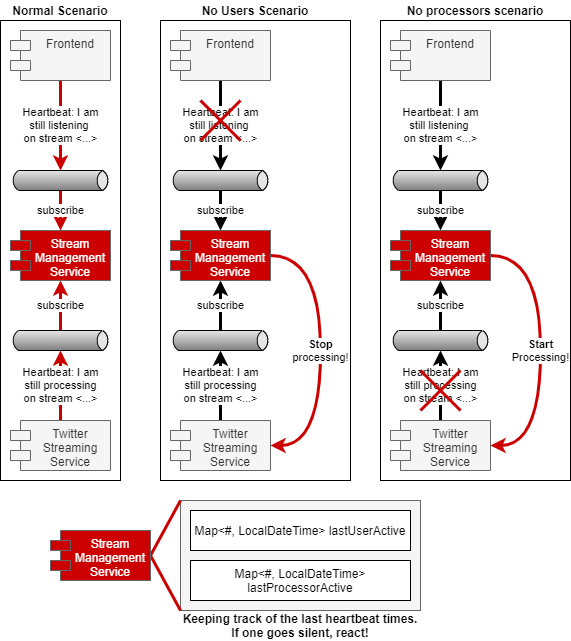 Normal Scenario
Frontend
Heartbeat: I am
still listening
on stream <...>
subscribe
Stream
Management
Service
subscribe
Heartbeat: I am
still processing
on stream <...>
Twitter
Streaming
Service
No Users Scenario
Frontend
Heartbeat: I am
still listening
on stream <...>
subscribe
Stream
Management
Service
subscribe
Stop
processing!
Heartbeat: I am
still processing
on stream <...>
Twitter
Streaming
Service
No processors scenario
Frontend
Heartbeat: I am
still listening
on stream <...>
subscribe
Stream
Management
Service
subscribe
Start
Processing!
Heartbeat: I am
still processing
on stream <...>
Twitter
Streaming
Service
Stream
Management
Service
Map<#, LocalDateTime> lastUserActive
Map<#, LocalDateTime>
lastProcessorActive
Keeping track of the last heartbeat times.
If one goes silent, react!